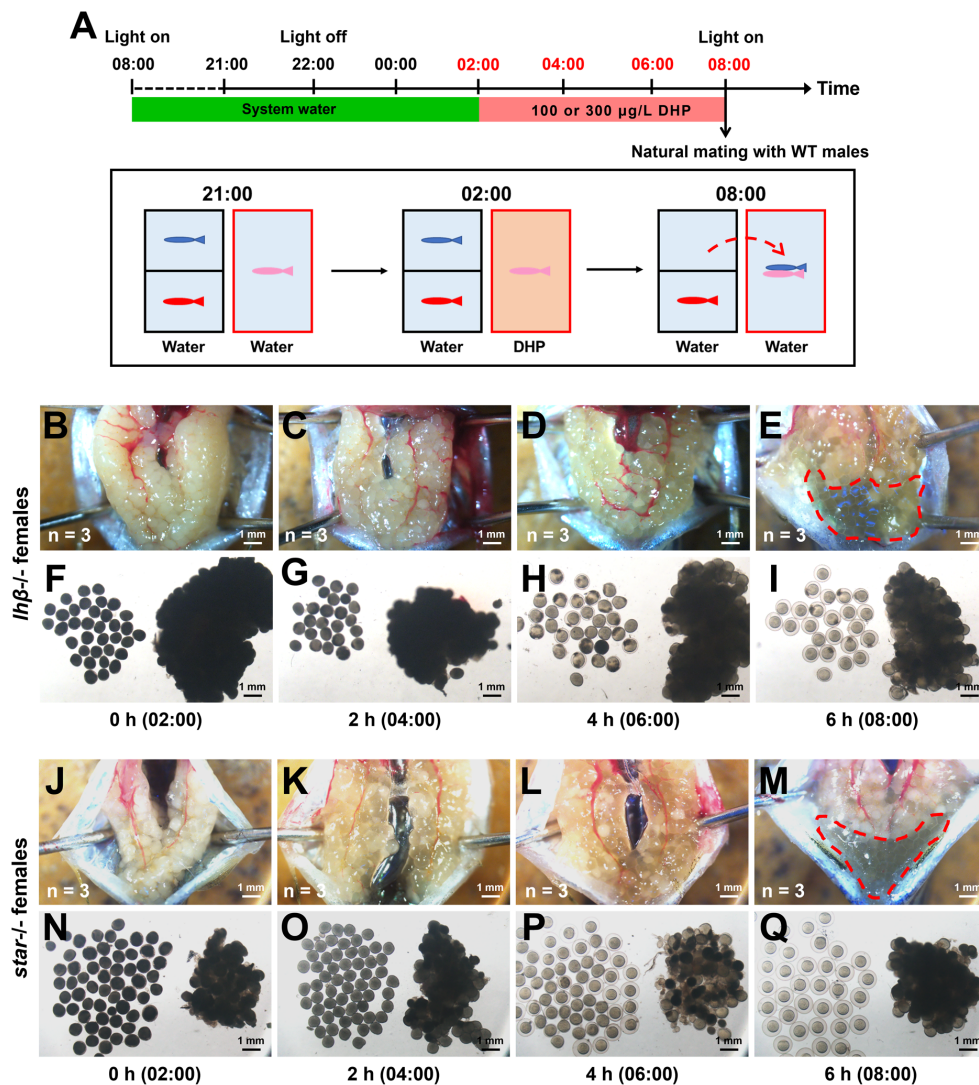 A
Light on
Light off
Light on
08:00
21:00
22:00
00:00
02:00
04:00
06:00
08:00
Time
System water
100 or 300 μg/L DHP
Natural mating with WT males
21:00
02:00
08:00
Water
Water
Water
DHP
Water
Water
lhβ-/- females
B
n = 3
1 mm
C
n = 3
1 mm
D
n = 3
1 mm
E
n = 3
1 mm
F
1 mm
G
1 mm
H
1 mm
I
1 mm
0 h (02:00)
2 h (04:00)
4 h (06:00)
6 h (08:00)
star-/- females
J
n = 3
1 mm
K
n = 3
1 mm
L
n = 3
1 mm
M
n = 3
1 mm
N
1 mm
O
1 mm
P
1 mm
Q
1 mm
0 h (02:00)
2 h (04:00)
4 h (06:00)
6 h (08:00)